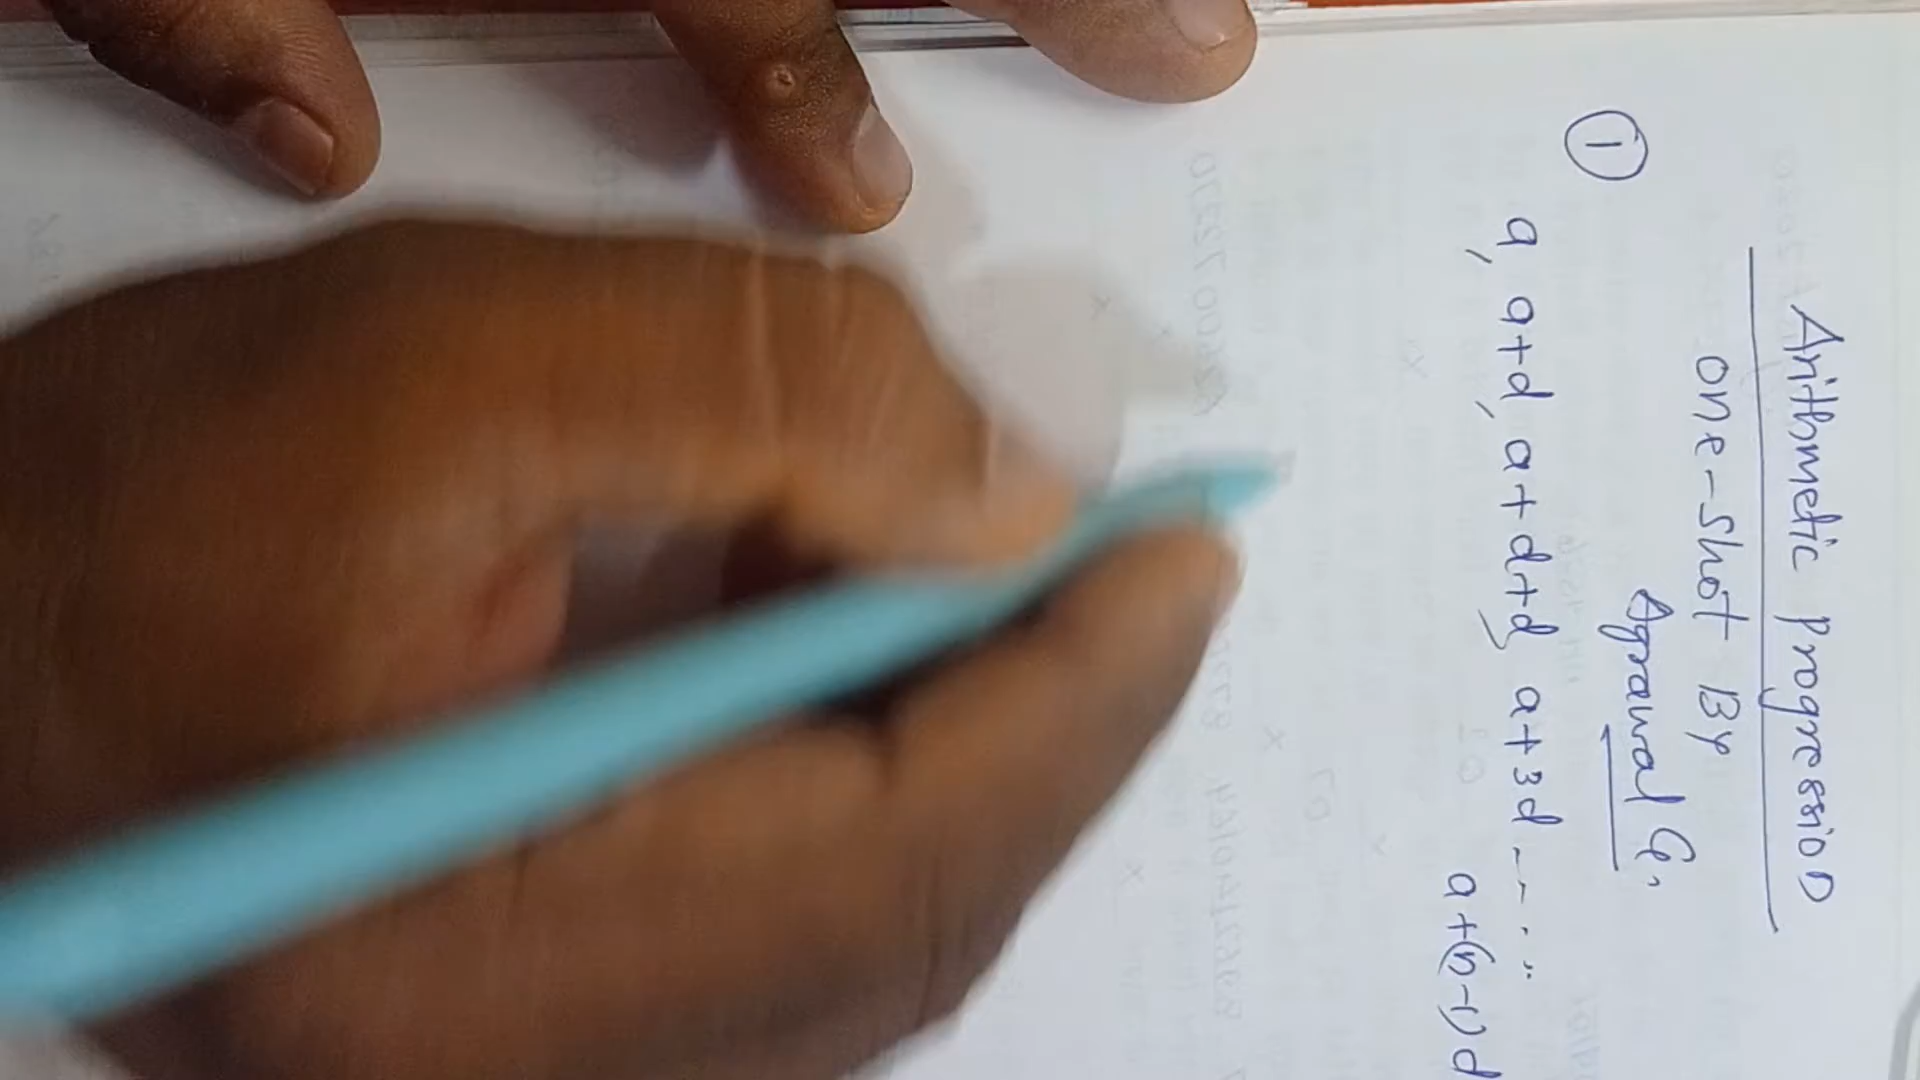 Arithmetic progression
one-shot By
Agrawal G.
①
a, a+d, a+d+d, a+3d -----
a+(n-1)d